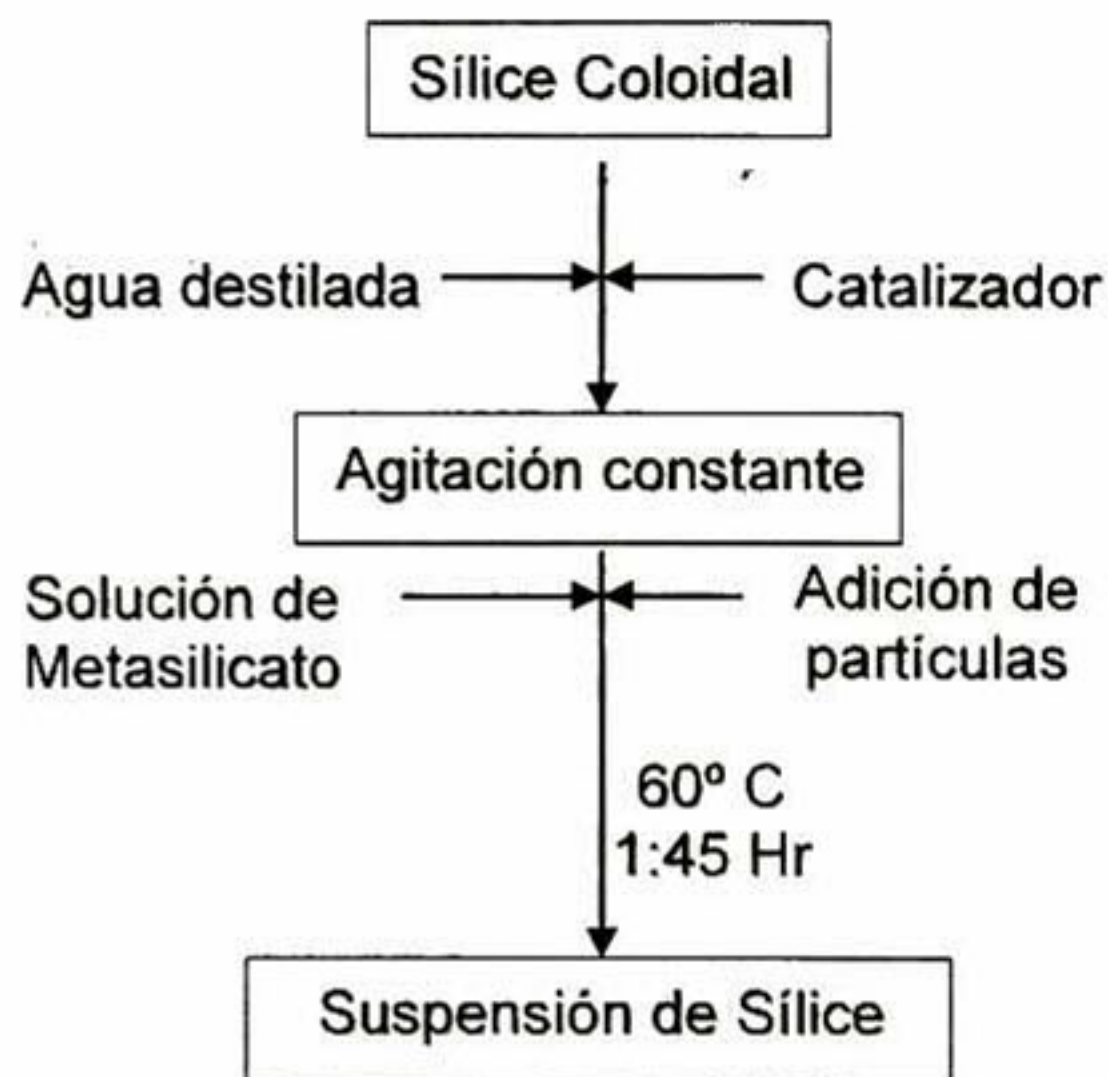 Sílice Coloidal
Agua destilada
Catalizador
Agitación constante
Solución de
Metasilicato
Adición de
partículas
60º C
1:45 Hr
Suspensión de Sílice